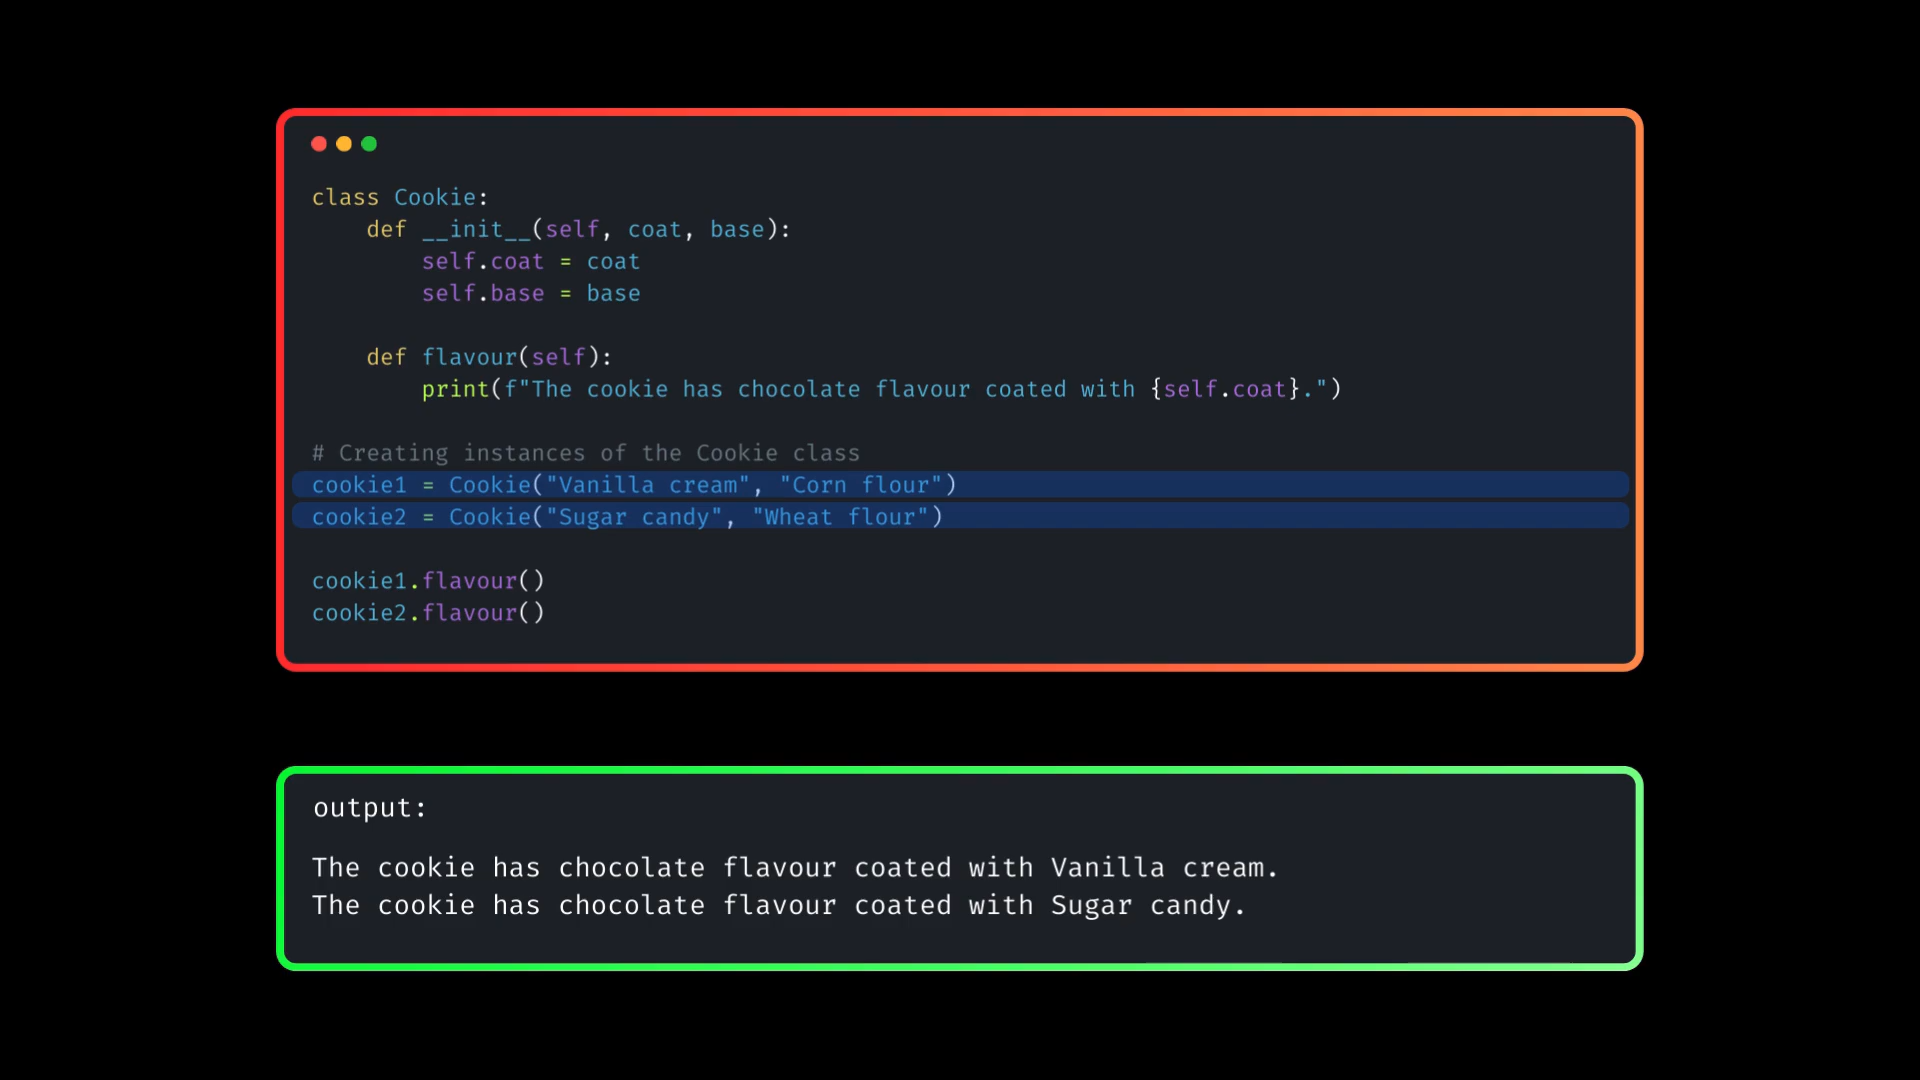 class Cookie:
    def __init__(self, coat, base):
        self.coat = coat
        self.base = base
    def flavour(self):
        print(f"The cookie has chocolate flavour coated with {self.coat}.")
# Creating instances of the Cookie class
cookie1 = Cookie("Vanilla cream", "Corn flour")
cookie2 = Cookie("Sugar candy", "Wheat flour")
cookie1.flavour()
cookie2.flavour()
output:
The cookie has chocolate flavour coated with Vanilla cream.
The cookie has chocolate flavour coated with Sugar candy.